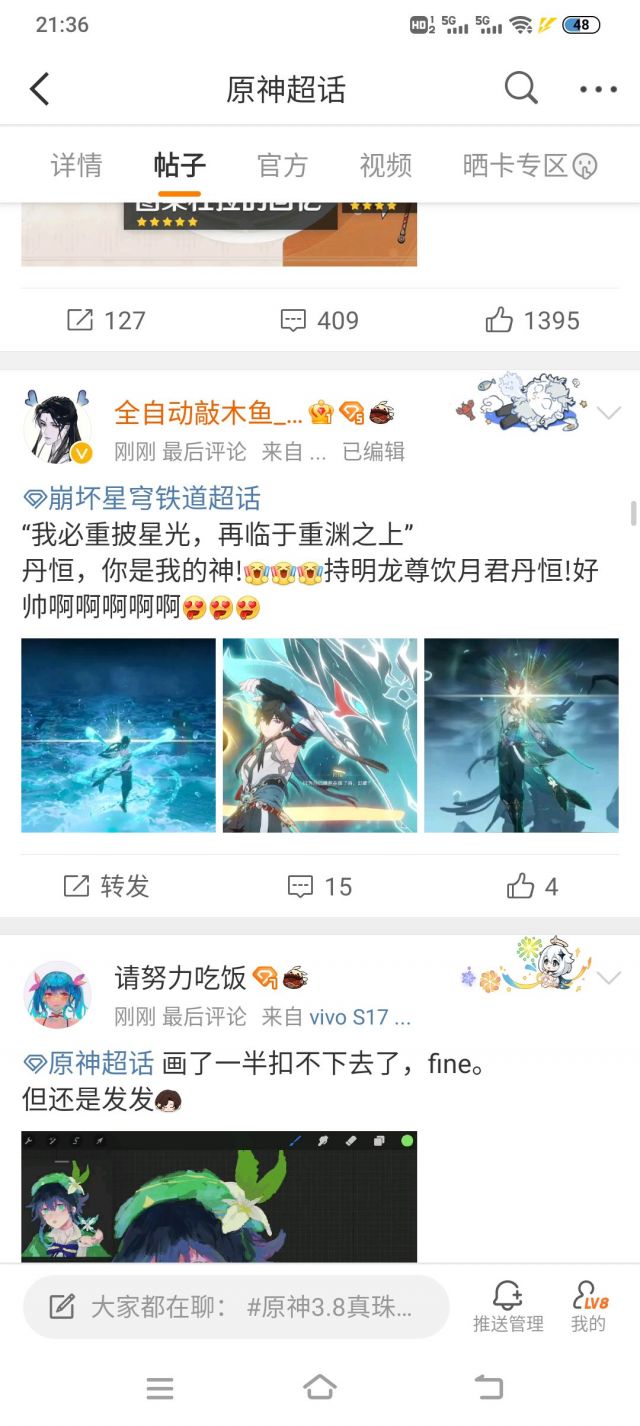 21:36
HD 1 2 5G 5G 48
原神超话
详情 帖子 官方 视频 晒卡专区
127 409 1395
全自动敲木鱼_...
刚刚 最后评论 来自 ... 已编辑
崩坏星穹铁道超话
“我必重披星光，再临于重渊之上”
丹恒，你是我的神!持明龙尊饮月君丹恒!好
帅啊啊啊啊啊
转发 15 4
请努力吃饭
刚刚 最后评论 来自 vivo S17 ...
原神超话 画了一半扣不下去了，fine。
但还是发发
大家都在聊： #原神3.8真珠...
LV8
推送管理 我的